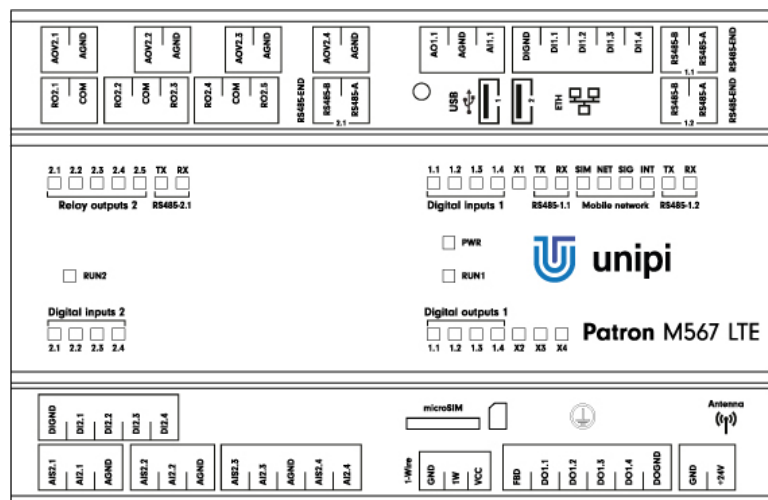 AOV2.1 AGND AOV2.2 AGND AOV2.3 AGND AOV2.4 AGND AO1.1 AGND AI1.1 DIGND DI1.1 DI1.2 DI1.3 DI1.4 RS485-B RS485-A RS485-END
1.1
RO2.1 COM RO2.2 COM RO2.3 RO2.4 COM RO2.5 RS485-END RS485-B RS485-A USB 1 2 ETH RS485-B RS485-A RS485-END
2.1 1.2
2.1 2.2 2.3 2.4 2.5 TX RX 1.1 1.2 1.3 1.4 X1 TX RX SIM NET SIG INT TX RX
Relay outputs 2 RS485-2.1 Digital inputs 1 RS485-1.1 Mobile network RS485-1.2
PWR
unipi
RUN2 RUN1
Digital inputs 2 Digital outputs 1
Patron M567 LTE
2.1 2.2 2.3 2.4 1.1 1.2 1.3 1.4 X2 X3 X4
DIGND DI2.1 DI2.2 DI2.3 DI2.4 microSIM Antenna
AIS2.1 AI2.1 AGND AIS2.2 AI2.2 AGND AIS2.3 AI2.3 AGND AIS2.4 AI2.4 1-Wire GND 1W VCC FBD DO1.1 DO1.2 DO1.3 DO1.4 DOGND GND +24V